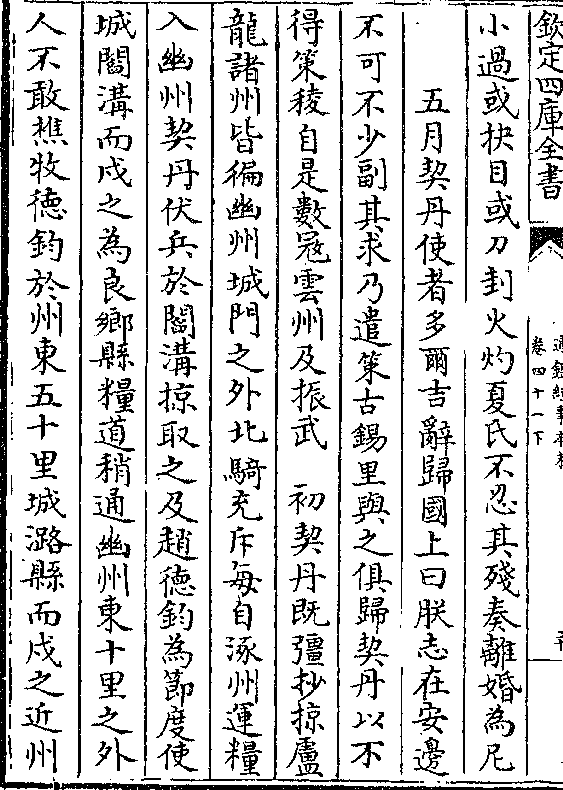 欽定四庫全書
通鑑紀事本末
卷四十一下
小過或抉目或刀刲火灼夏氏不忍其殘奏離婚為尼
五月契丹使者多爾吉辭歸國上曰朕志在安邊
不可不少副其求乃遣策古錫里與之俱歸契丹以不
得策稜自是數寇雲州及振武　初契丹既彊抄掠盧
龍諸州皆徧幽州城門之外北騎充斥每自涿州運糧
入幽州契丹伏兵於閻溝掠取之及趙德鈞為節度使
城閻溝而戍之為良鄉縣糧道稍通幽州東十里之外
人不敢樵牧德鈞於州東五十里城潞縣而戍之近州